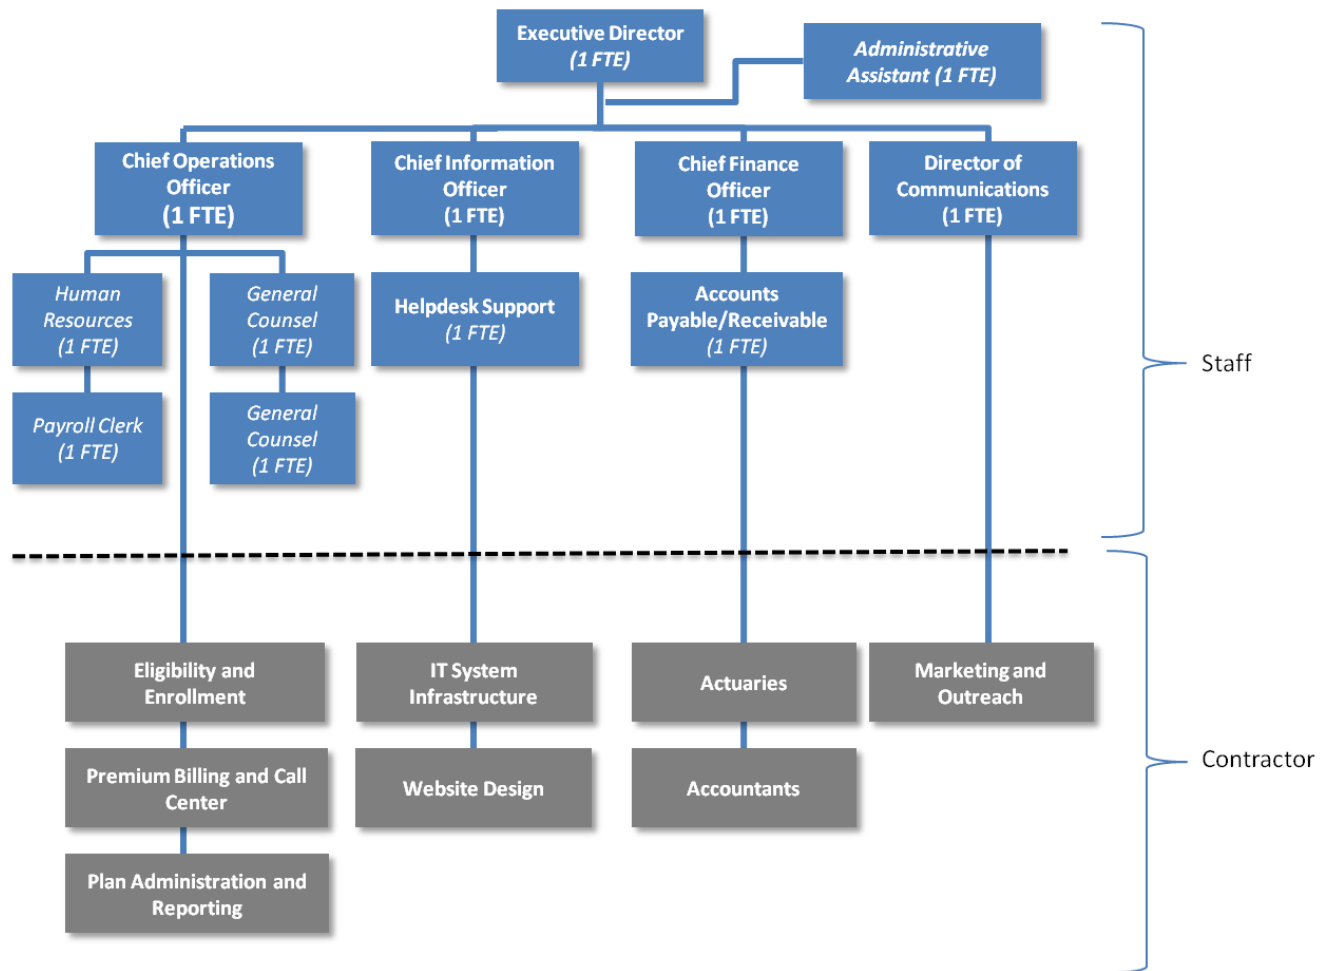 Executive Director
(1 FTE)
Administrative
Assistant (1 FTE)
Chief Operations
Officer
(1 FTE)
Chief Information
Officer
(1 FTE)
Chief Finance
Officer
(1 FTE)
Director of
Communications
(1 FTE)
Human
Resources
(1 FTE)
General
Counsel
(1 FTE)
Helpdesk Support
(1 FTE)
Accounts
Payable/Receivable
(1 FTE)
Staff
Payroll Clerk
(1 FTE)
General
Counsel
(1 FTE)
Eligibility and
Enrollment
IT System
Infrastructure
Actuaries
Marketing and
Outreach
Premium Billing and Call
Center
Website Design
Accountants
Contractor
Plan Administration and
Reporting